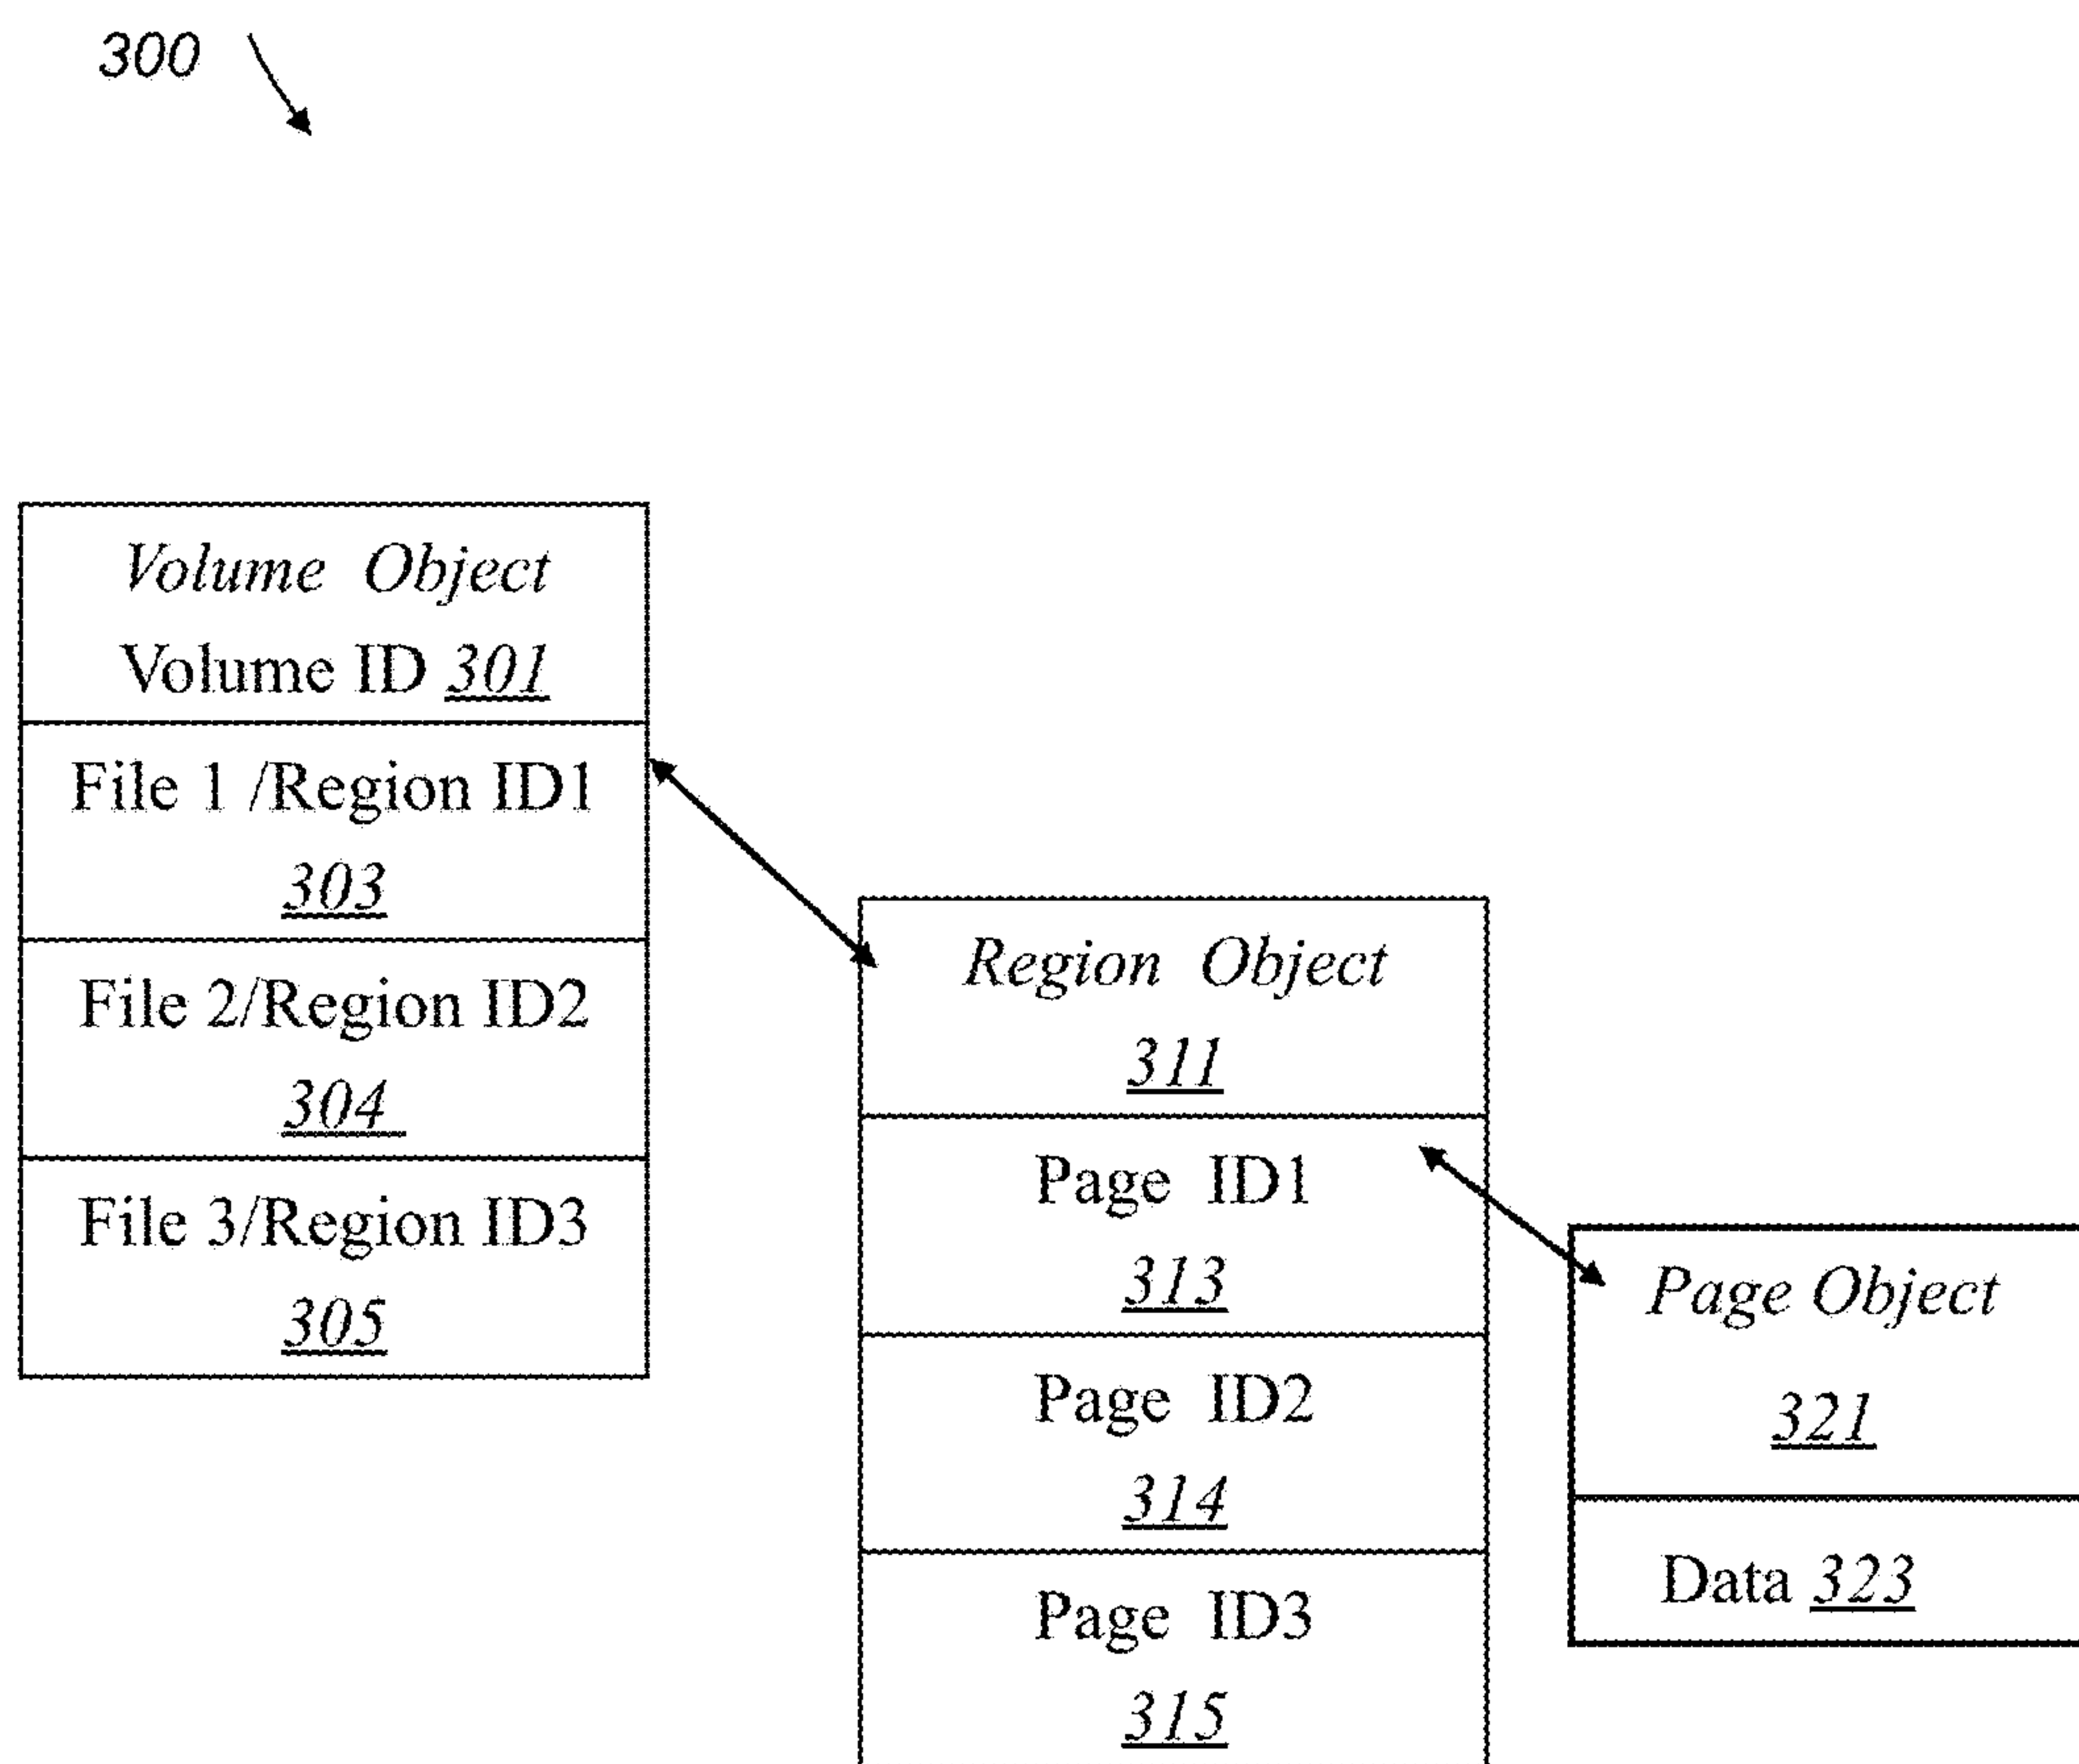 300
Volume Object
Volume ID 301
File 1 /Region ID1
303
File 2/Region ID2
304
File 3/Region ID3
305
Region Object
311
Page ID1
313
Page ID2
314
Page ID3
315
Page Object
321
Data 323